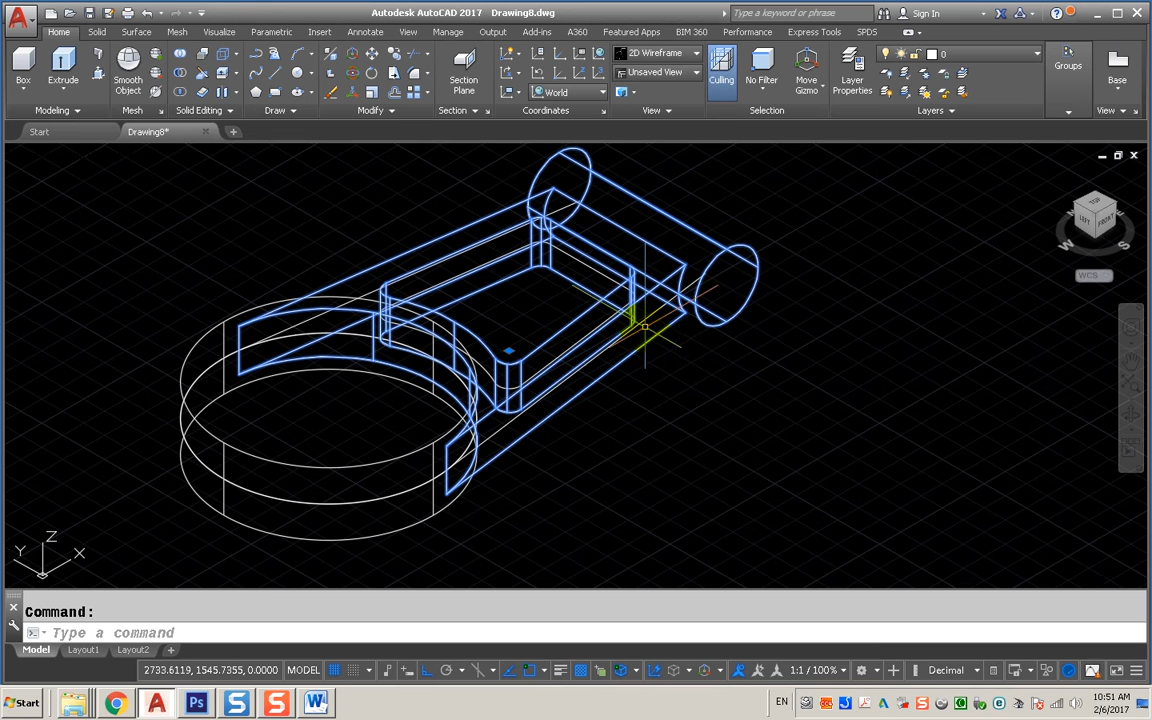 Autodesk AutoCAD 2017 Drawing8.dwg
Type a keyword or phrase
Sign In
Home Solid Surface Mesh Visualize Parametric Insert Annotate View Manage Output Add-ins A360 Featured Apps BIM 360 Performance Express Tools SPDS
Box
Extrude
Smooth Object
Section Plane
2D Wireframe
Unsaved View
World
Culling
No Filter
Move Gizmo
Layer Properties
0
Groups
Base
Modeling Mesh Solid Editing Draw Modify Section Coordinates View Selection Layers View
Start
Drawing8*
TOP
LEFT
FRONT
W
S
WCS
Z
Y
X
Command:
Type a command
Model Layout1 Layout2
2733.6119, 1545.7355, 0.0000
MODEL
1:1 / 100%
Decimal
Start
EN
10:51 AM
2/6/2017